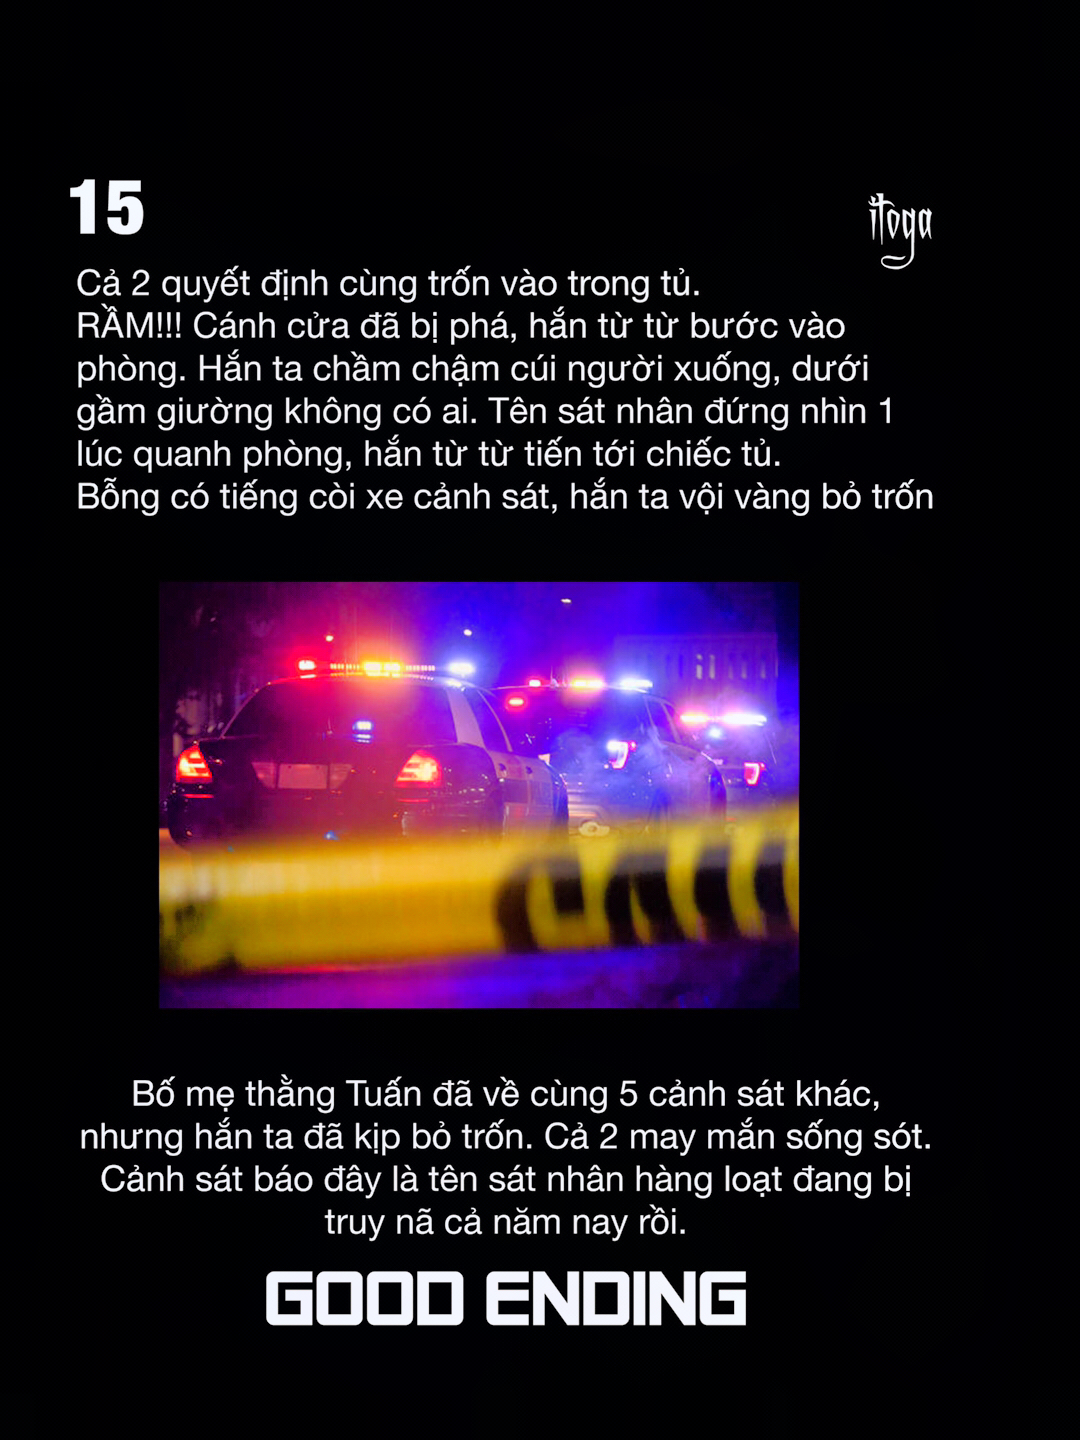 15
itoga
Cả 2 quyết định cùng trốn vào trong tủ.
RẦM!!! Cánh cửa đã bị phá, hắn từ từ bước vào
phòng. Hắn ta chầm chậm cúi người xuống, dưới
gầm giường không có ai. Tên sát nhân đứng nhìn 1
lúc quanh phòng, hắn từ từ tiến tới chiếc tủ.
Bỗng có tiếng còi xe cảnh sát, hắn ta vội vàng bỏ trốn
Bố mẹ thằng Tuấn đã về cùng 5 cảnh sát khác,
nhưng hắn ta đã kịp bỏ trốn. Cả 2 may mắn sống sót.
Cảnh sát báo đây là tên sát nhân hàng loạt đang bị
truy nã cả năm nay rồi.
GOOD ENDING